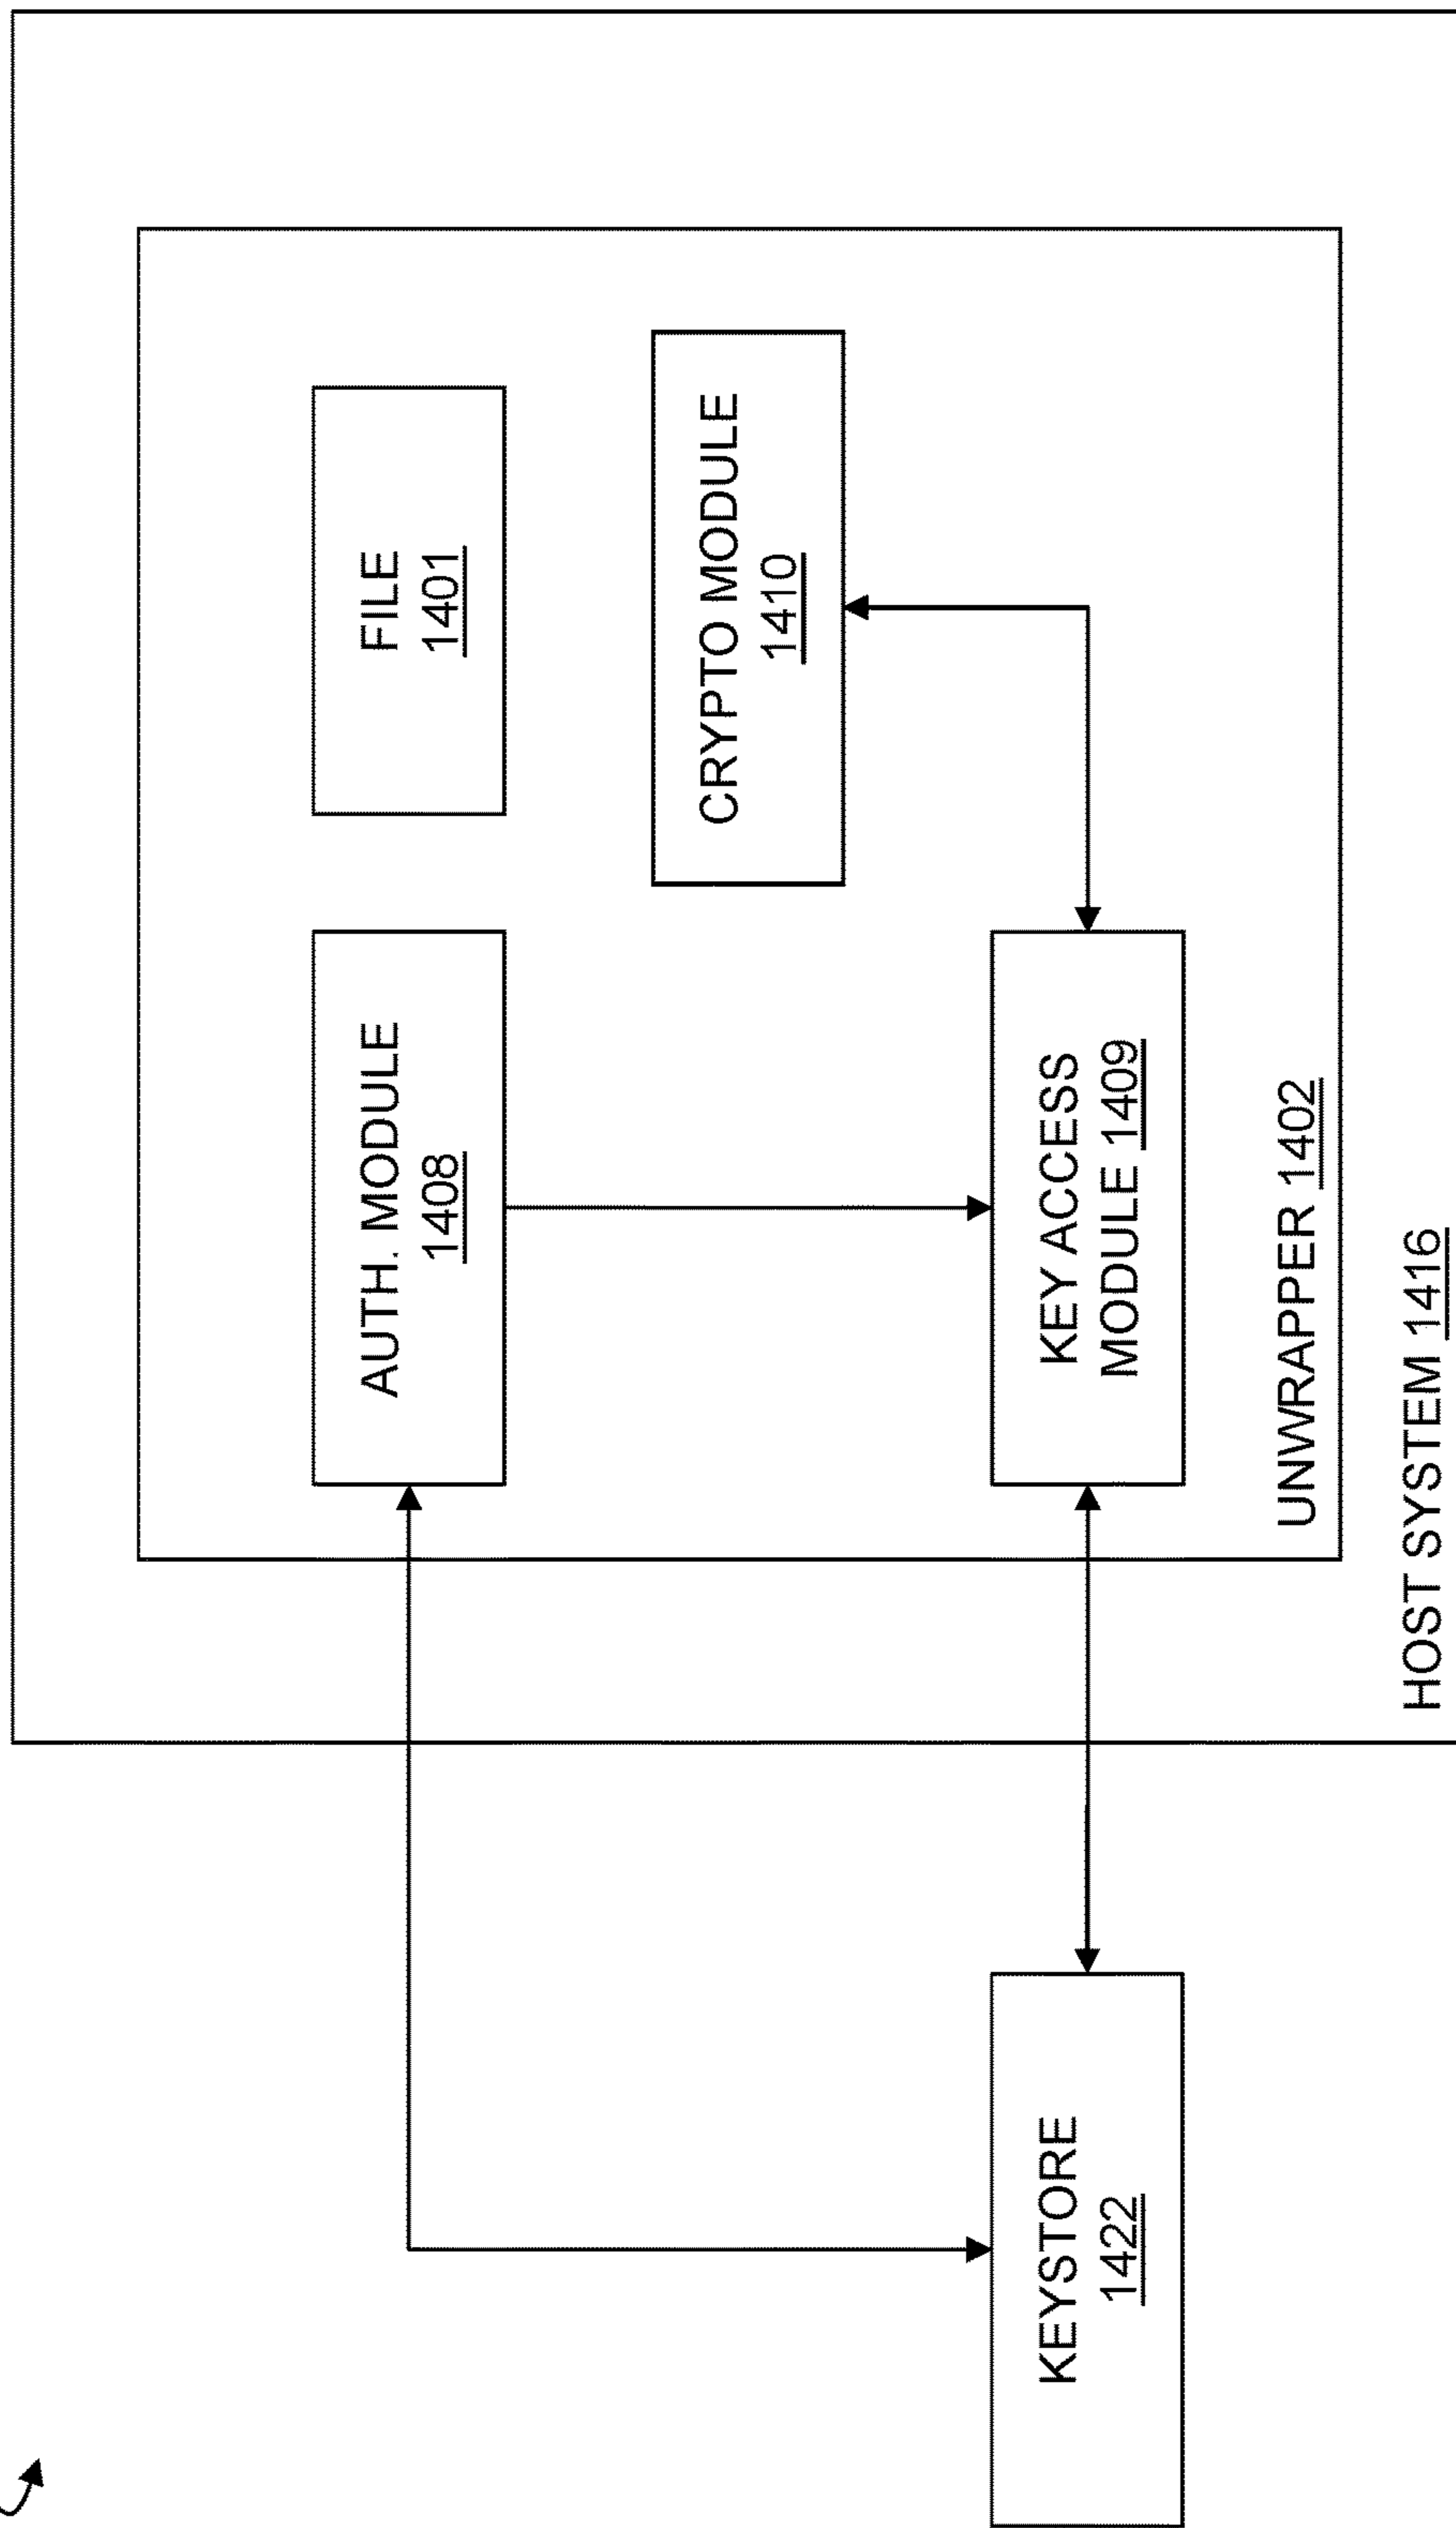 AUTH. MODULE
1408
FILE
1401
CRYPTO MODULE
1410
KEYSTORE
1422
KEY ACCESS
MODULE 1409
UNWRAPPER 1402
HOST SYSTEM 1416